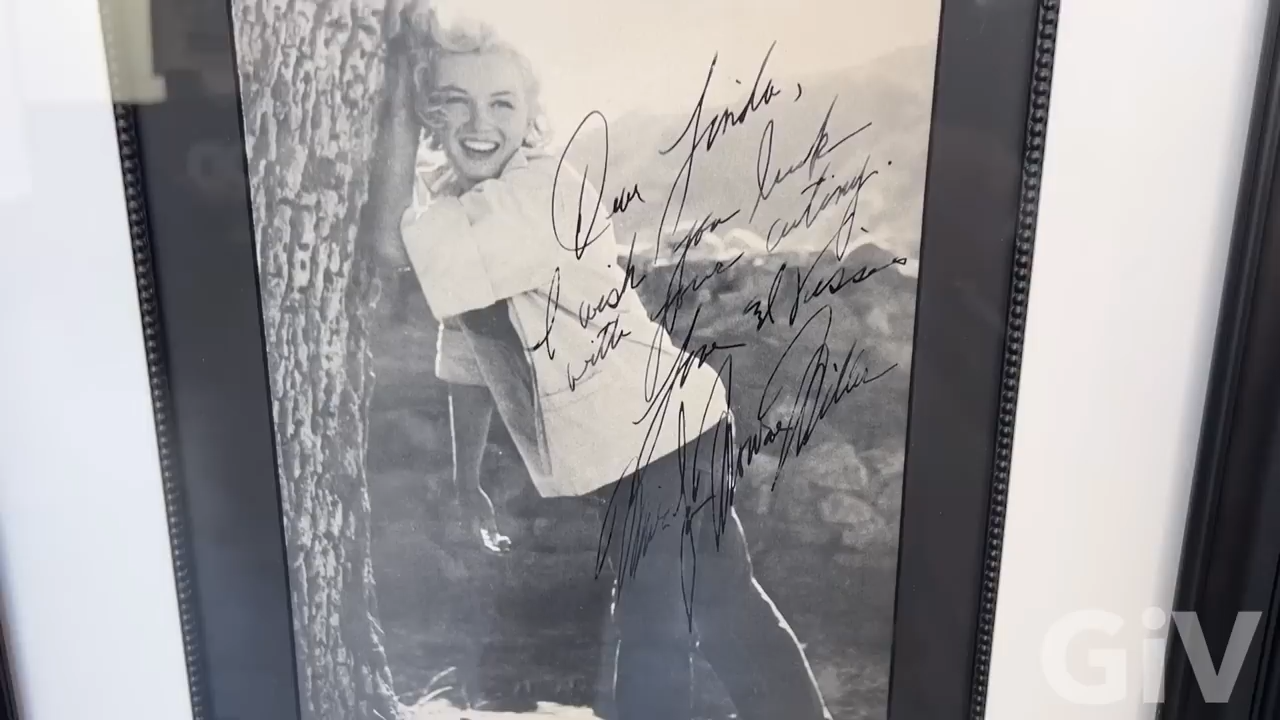 Dear Linda,
I wish you luck
with your acting.
Love & Kisses
Marilyn Monroe Miller
GiV